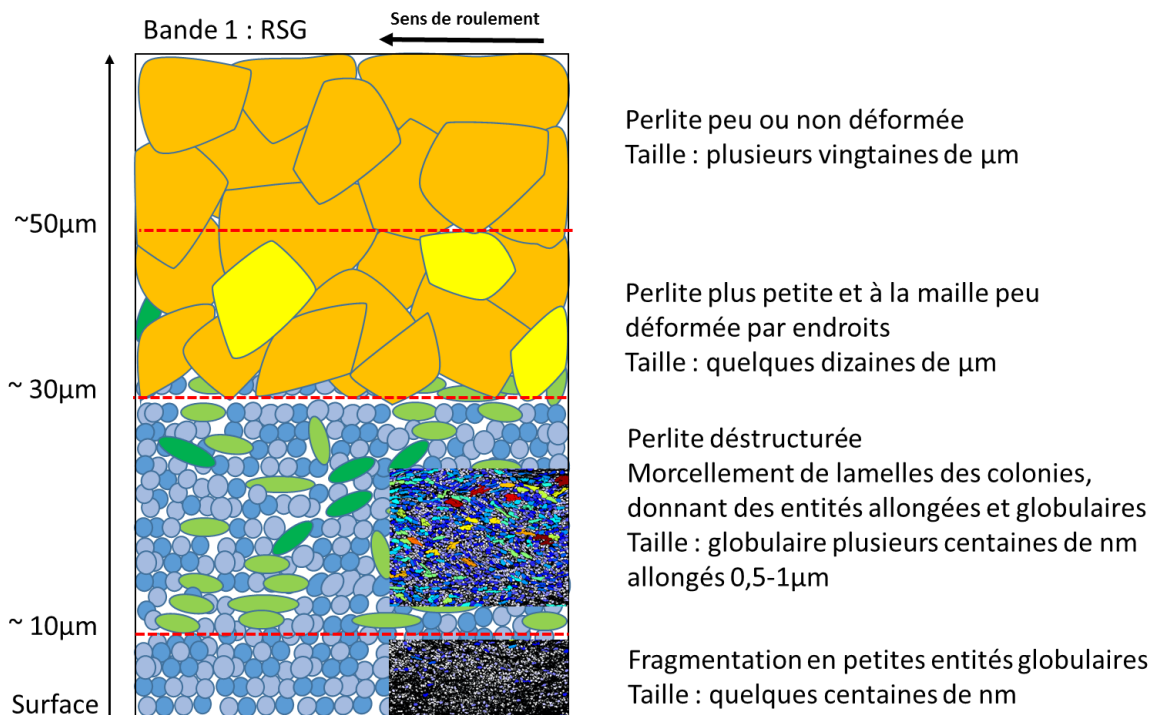 Bande 1 : RSG
Sens de roulement
Perlite peu ou non déformée
Taille : plusieurs vingtaines de µm
~50µm
Perlite plus petite et à la maille peu
déformée par endroits
Taille : quelques dizaines de µm
~ 30µm
Perlite déstructurée
Morcellement de lamelles des colonies,
donnant des entités allongées et globulaires
Taille : globulaire plusieurs centaines de nm
allongés 0,5-1µm
~ 10µm
Fragmentation en petites entités globulaires
Taille : quelques centaines de nm
Surface